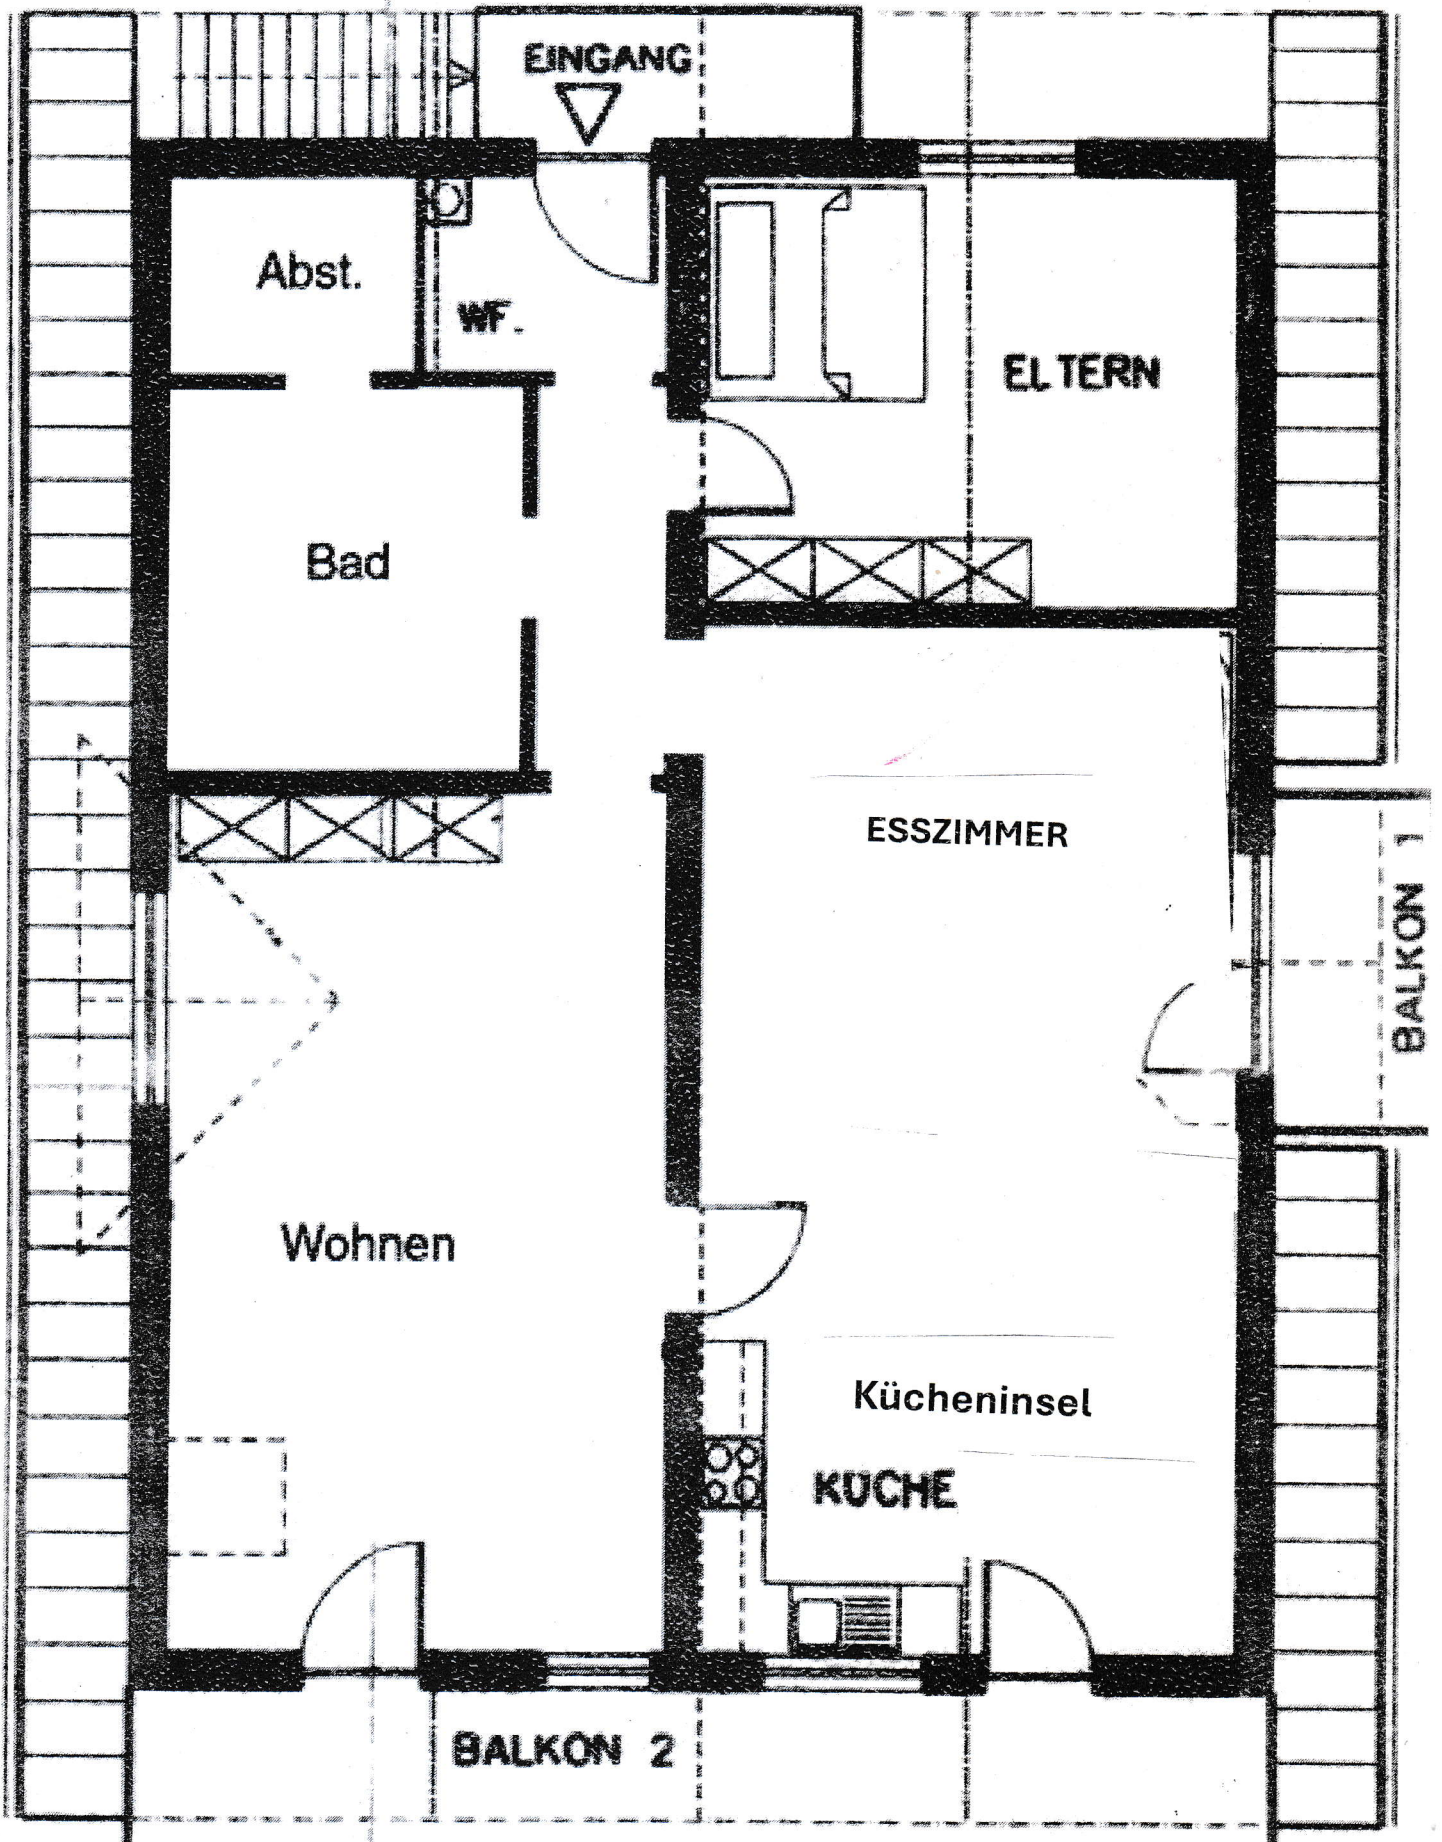 EINGANG
Abst.
WF.
ELTERN
Bad
ESSZIMMER
BALKON 1
Wohnen
Kücheninsel
KÜCHE
BALKON 2